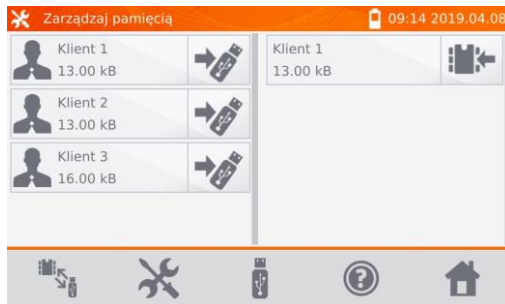 Zarządzaj pamięcią
09:14 2019.04.08
Klient 1
13.00 kB
Klient 2
13.00 kB
Klient 3
16.00 kB
Klient 1
13.00 kB